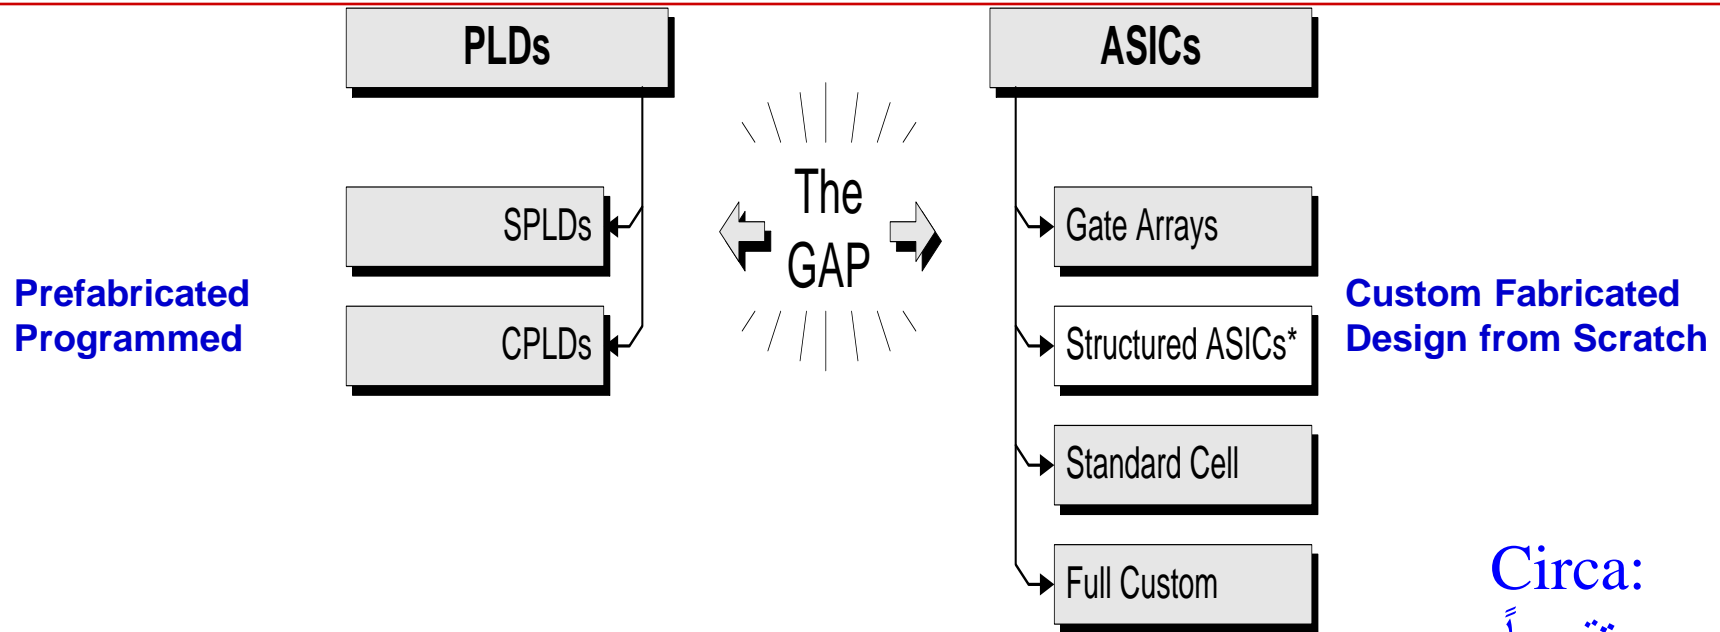 PLDs
ASICs
The
GAP
SPLDs
CPLDs
Prefabricated
Programmed
Gate Arrays
Structured ASICs*
Standard Cell
Full Custom
Custom Fabricated
Design from Scratch
Circa: